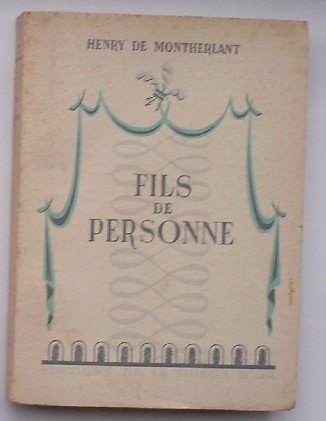 HENRY DE MONTHERLANT
FILS
DE
PERSONNE